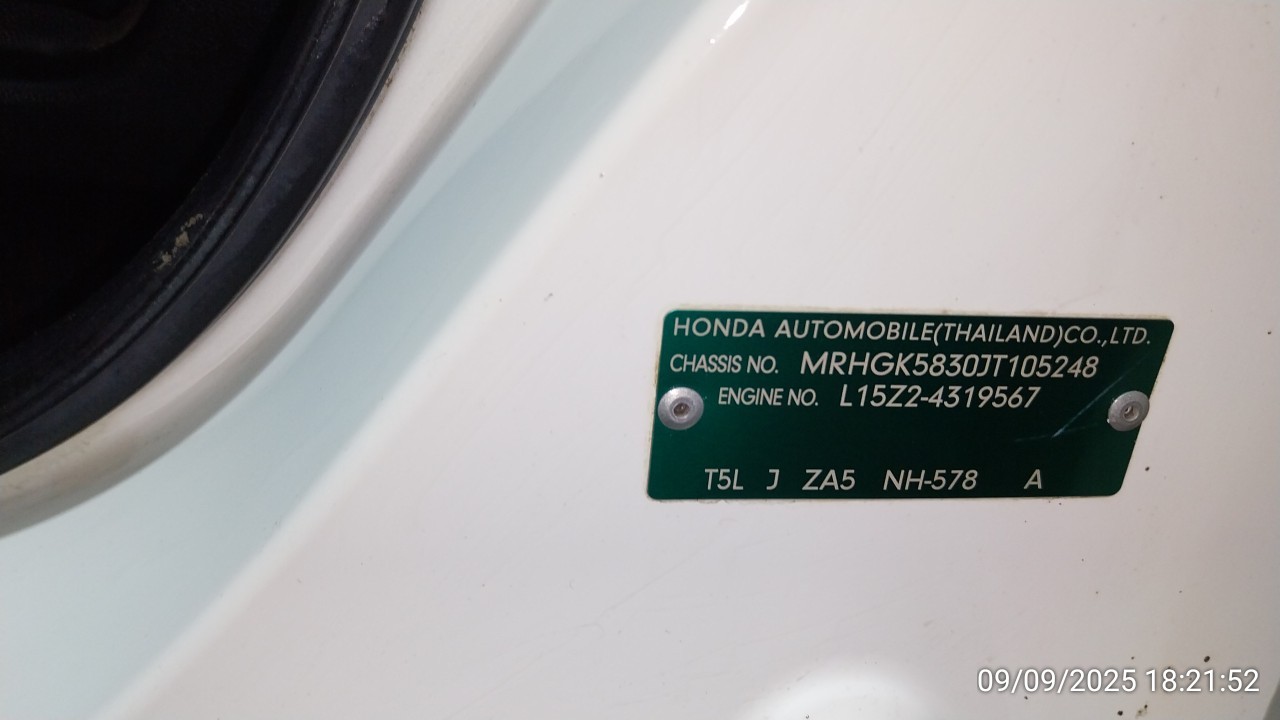 HONDA AUTOMOBILE(THAILAND)CO.,LTD.
CHASSIS NO. MRHGK5830JT105248
ENGINE NO. L15Z2-4319567
T5L J ZA5 NH-578 A
09/09/2025 18:21:52